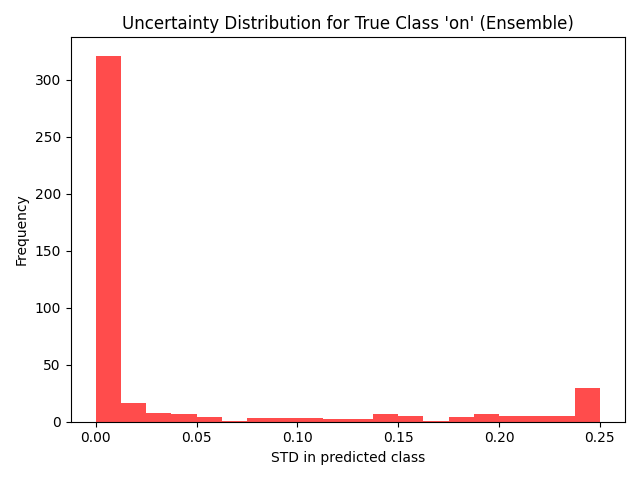 Uncertainty Distribution for True Class 'on' (Ensemble)
Frequency
300
250
200
150
100
50
0
0.00 0.05 0.10 0.15 0.20 0.25
STD in predicted class